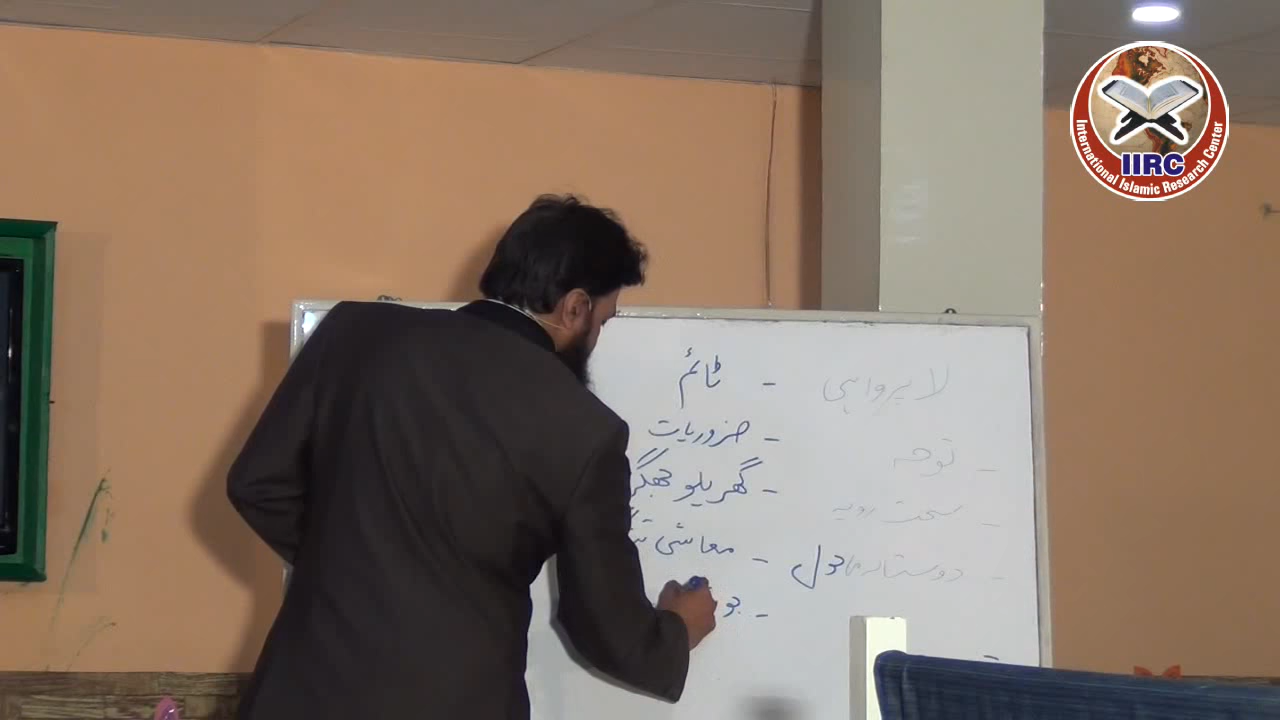 لاپرواہی
- توجہ
- سخت رویہ
- دوستانہ ماحول
-
- ٹائم
- ضروریات
- گھریلو
- معاشی
-
International Islamic Research Center
IIRC